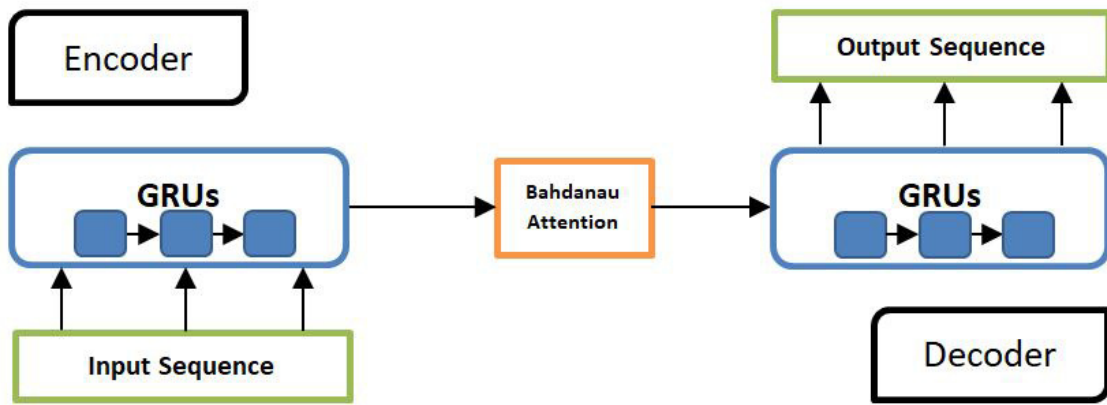 Encoder
Output Sequence
GRUs
Bahdanau
Attention
GRUs
Input Sequence
Decoder